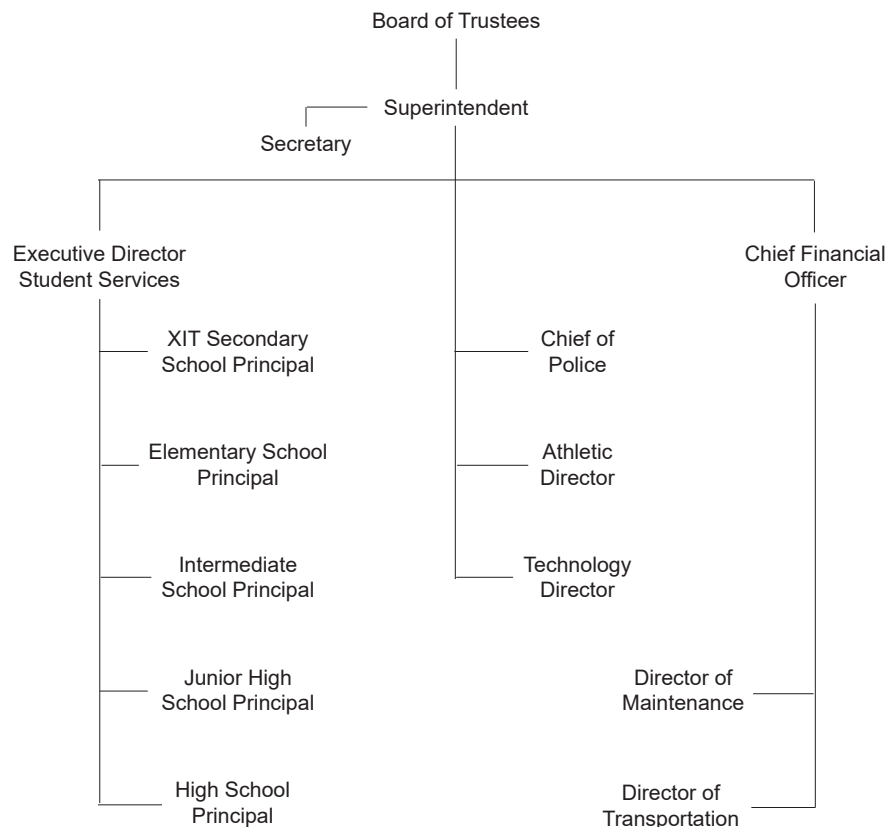 Board of Trustees
Superintendent
Secretary
Executive Director
Student Services
Chief Financial
Officer
XIT Secondary
School Principal
Chief of
Police
Elementary School
Principal
Athletic
Director
Intermediate
School Principal
Technology
Director
Junior High
School Principal
Director of
Maintenance
High School
Principal
Director of
Transportation